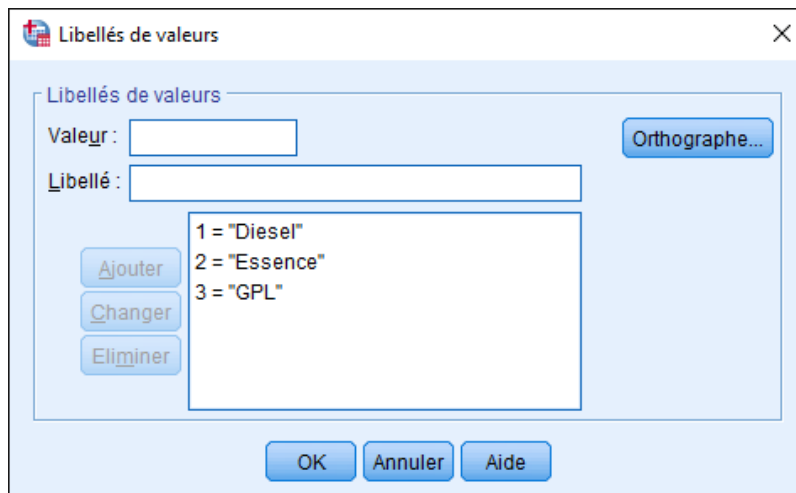 Libellés de valeurs
Libellés de valeurs
Valeur :
Orthographe...
Libellé :
1 = "Diesel"
2 = "Essence"
3 = "GPL"
Ajouter
Changer
Eliminer
OK Annuler Aide